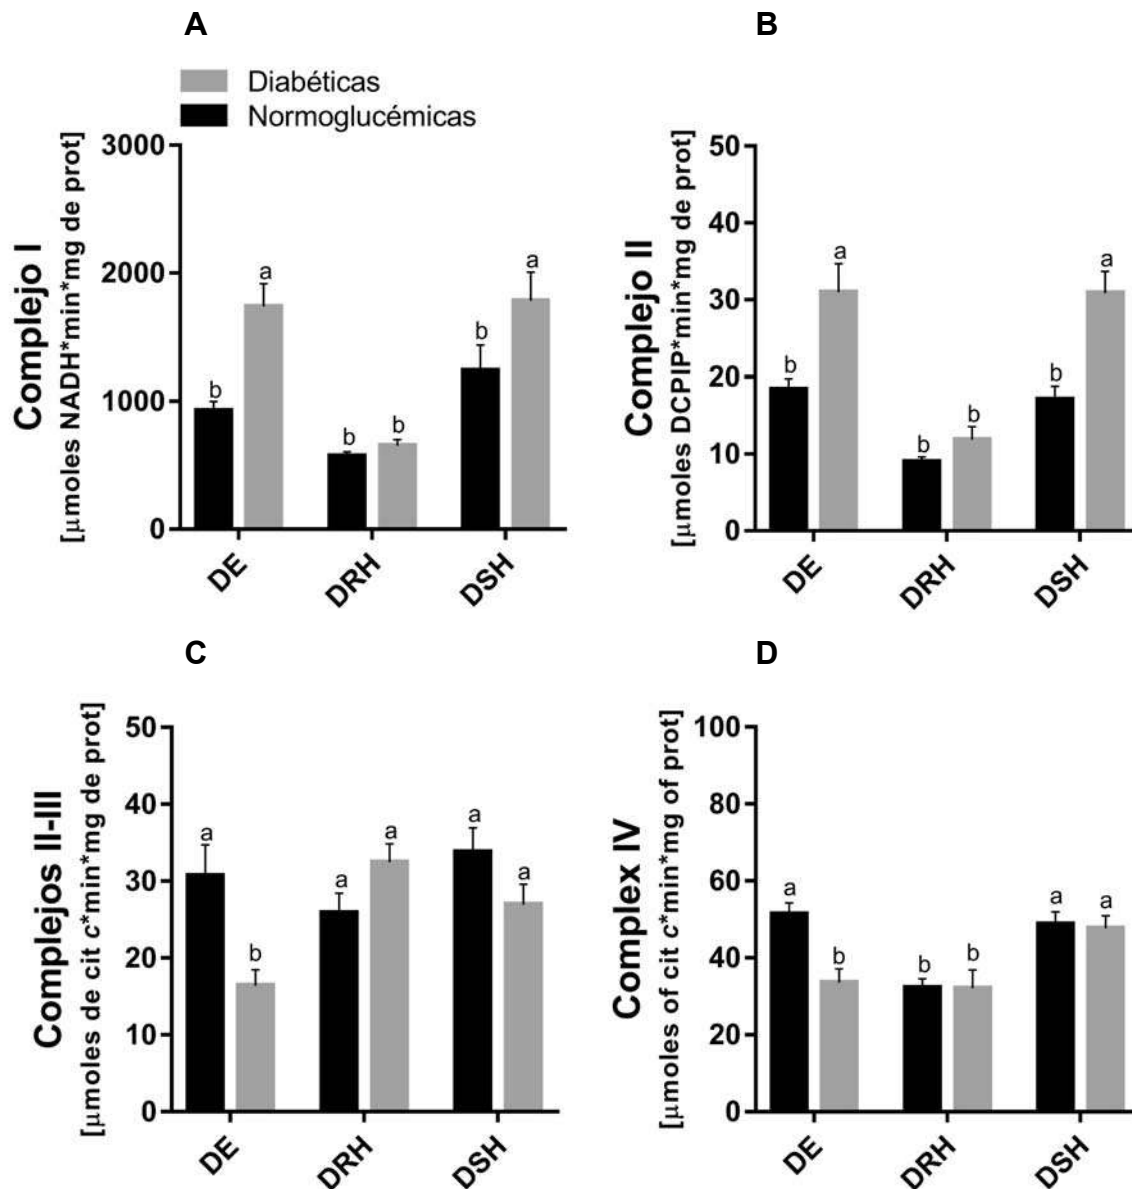 A
Diabéticas
Normoglucémicas
Complejo I
[µmoles NADH*min*mg de prot]
3000
2000
1000
0
b
a
b
b
b
a
DE
DRH
DSH
B
Complejo II
[µmoles DCPIP*min*mg de prot]
50
40
30
20
10
0
b
a
b
b
b
a
DE
DRH
DSH
C
Complejos II-III
[µmoles de cit c*min*mg de prot]
50
40
30
20
10
0
a
b
a
a
a
a
DE
DRH
DSH
D
Complex IV
[µmoles of cit c*min*mg of prot]
100
80
60
40
20
0
a
b
b
b
a
a
DE
DRH
DSH